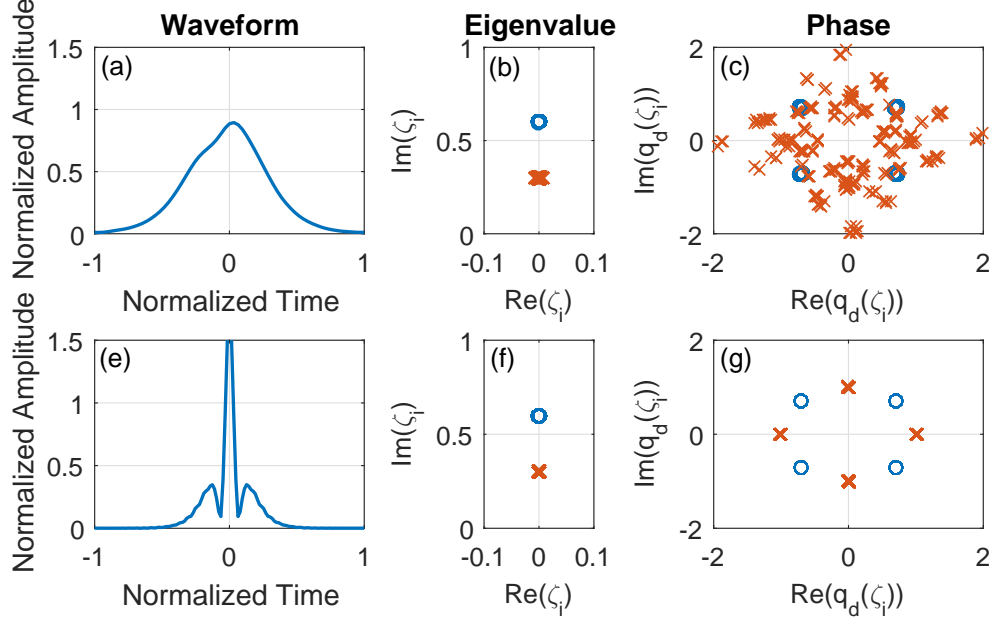 Waveform
Eigenvalue
Phase
Normalized Amplitude
1.5
1
0.5
0
(a)
-1
0
1
Normalized Time
Im(ζi)
1
0.5
0
(b)
-0.1
0
0.1
Re(ζi)
Im(qd(ζi))
2
0
-2
(c)
-2
0
2
Re(qd(ζi))
Normalized Amplitude
1.5
1
0.5
0
(e)
-1
0
1
Normalized Time
Im(ζi)
1
0.5
0
(f)
-0.1
0
0.1
Re(ζi)
Im(qd(ζi))
2
0
-2
(g)
-2
0
2
Re(qd(ζi))